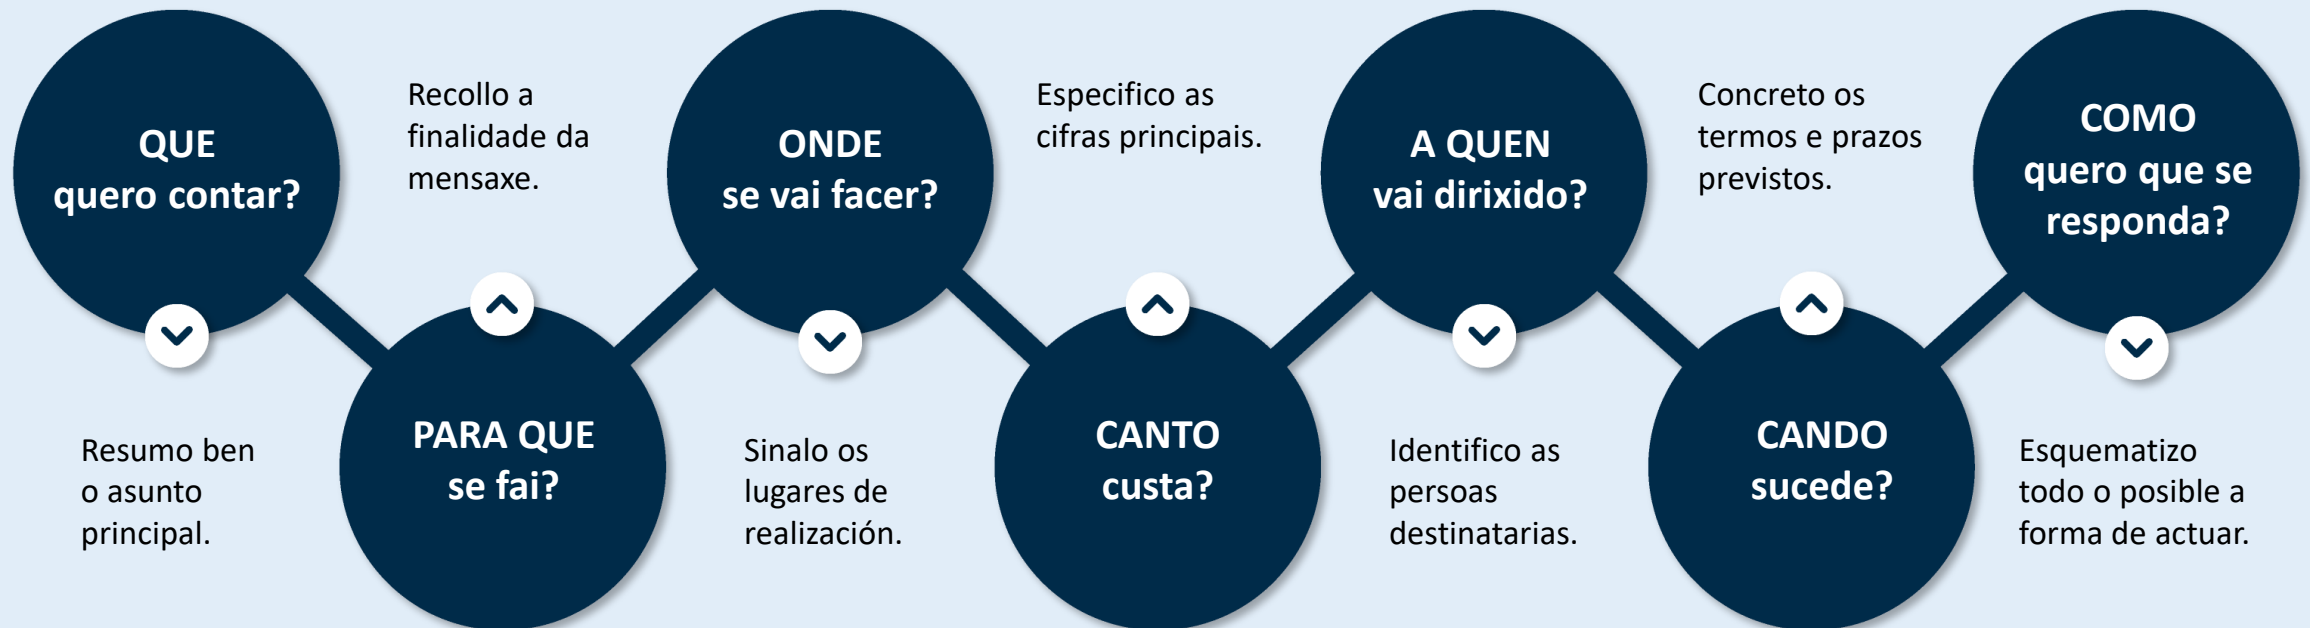 QUE
quero contar?
Resumo ben
o asunto
principal.
PARA QUE
se fai?
Recollo a
finalidade da
mensaxe.
ONDE
se vai facer?
Sinalo os
lugares de
realización.
CANTO
custa?
Especifico as
cifras principais.
A QUEN
vai dirixido?
Identifico as
persoas
destinatarias.
CANDO
sucede?
Concreto os
termos e prazos
previstos.
COMO
quero que se
responda?
Esquematizo
todo o posible a
forma de actuar.